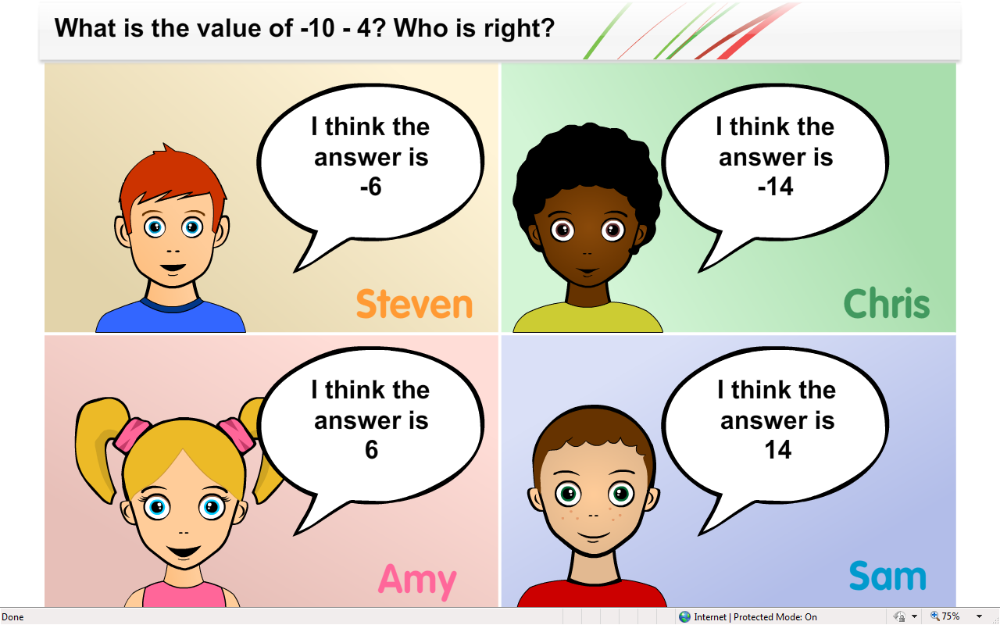 What is the value of -10 - 4? Who is right?
I think the
answer is
-6
Steven
I think the
answer is
-14
Chris
I think the
answer is
6
Amy
I think the
answer is
14
Sam
Done
Internet | Protected Mode: On
75%